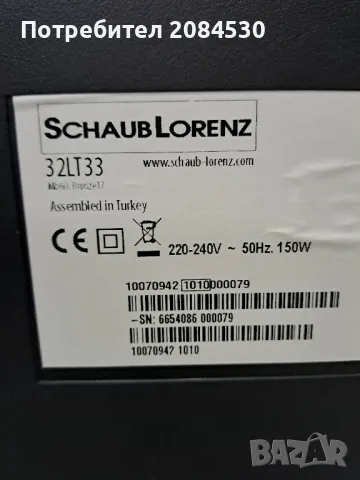 Потребител 2084530
SCHAUB LORENZ
32LT33
www.schaub-lorenz.com
Assembled in Turkey
CE
220-240V ~ 50Hz. 150W
10070942 1010 000079
-SN: 6654086 000079
10070942 1010
BAZAR